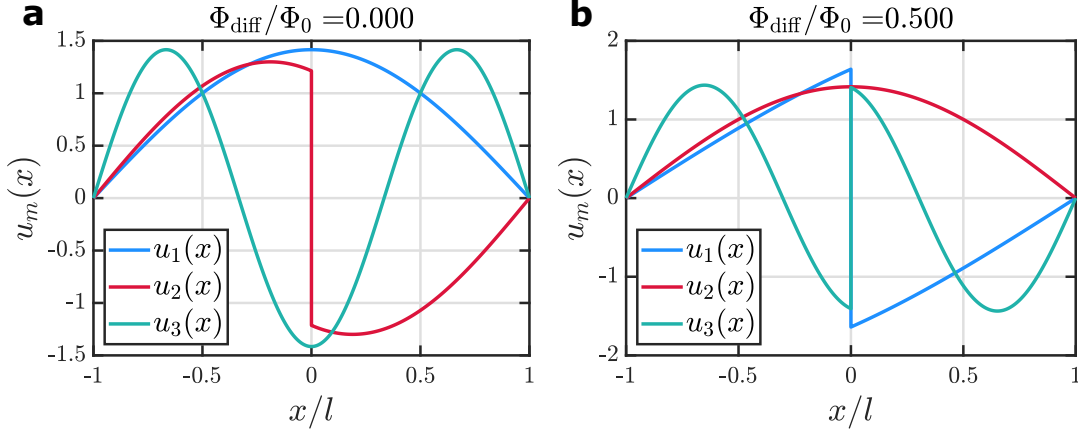 a
Φdiff/Φ0 =0.000
1.5
1
0.5
0
-0.5
-1
-1.5
um(x)
u1(x)
u2(x)
u3(x)
-1
-0.5
0
0.5
1
x/l
b
Φdiff/Φ0 =0.500
2
1
0
-1
-2
um(x)
u1(x)
u2(x)
u3(x)
-1
-0.5
0
0.5
1
x/l